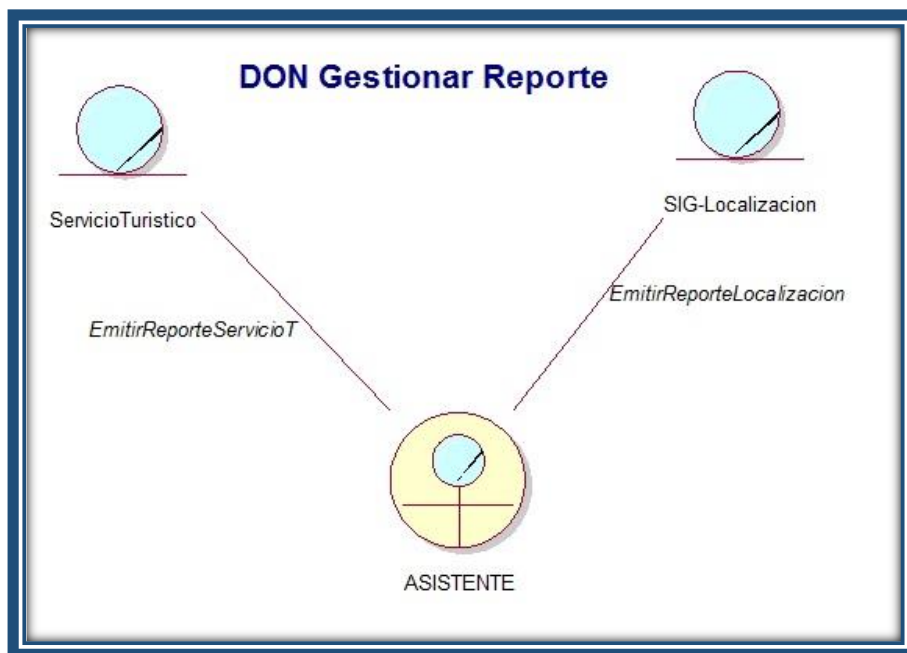 DON Gestionar Reporte
ServicioTuristico
SIG-Localizacion
EmitirReporteLocalizacion
EmitirReporteServicioT
ASISTENTE